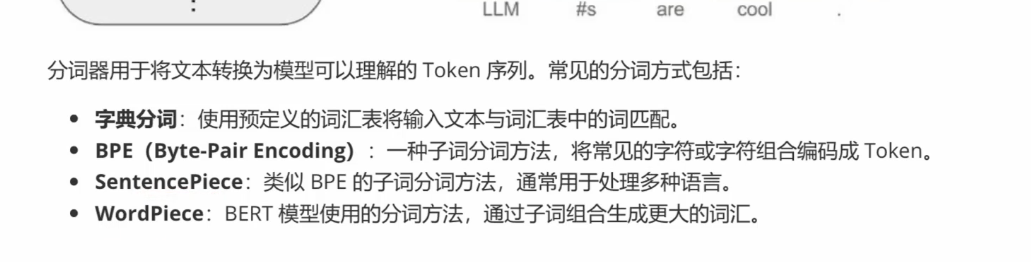 LLM #s are cool .
分词器用于将文本转换为模型可以理解的 Token 序列。常见的分词方式包括：
• 字典分词：使用预定义的词汇表将输入文本与词汇表中的词匹配。
• BPE（Byte-Pair Encoding）：一种子词分词方法，将常见的字符或字符组合编码成 Token。
• SentencePiece：类似 BPE 的子词分词方法，通常用于处理多种语言。
• WordPiece：BERT 模型使用的分词方法，通过子词组合生成更大的词汇。